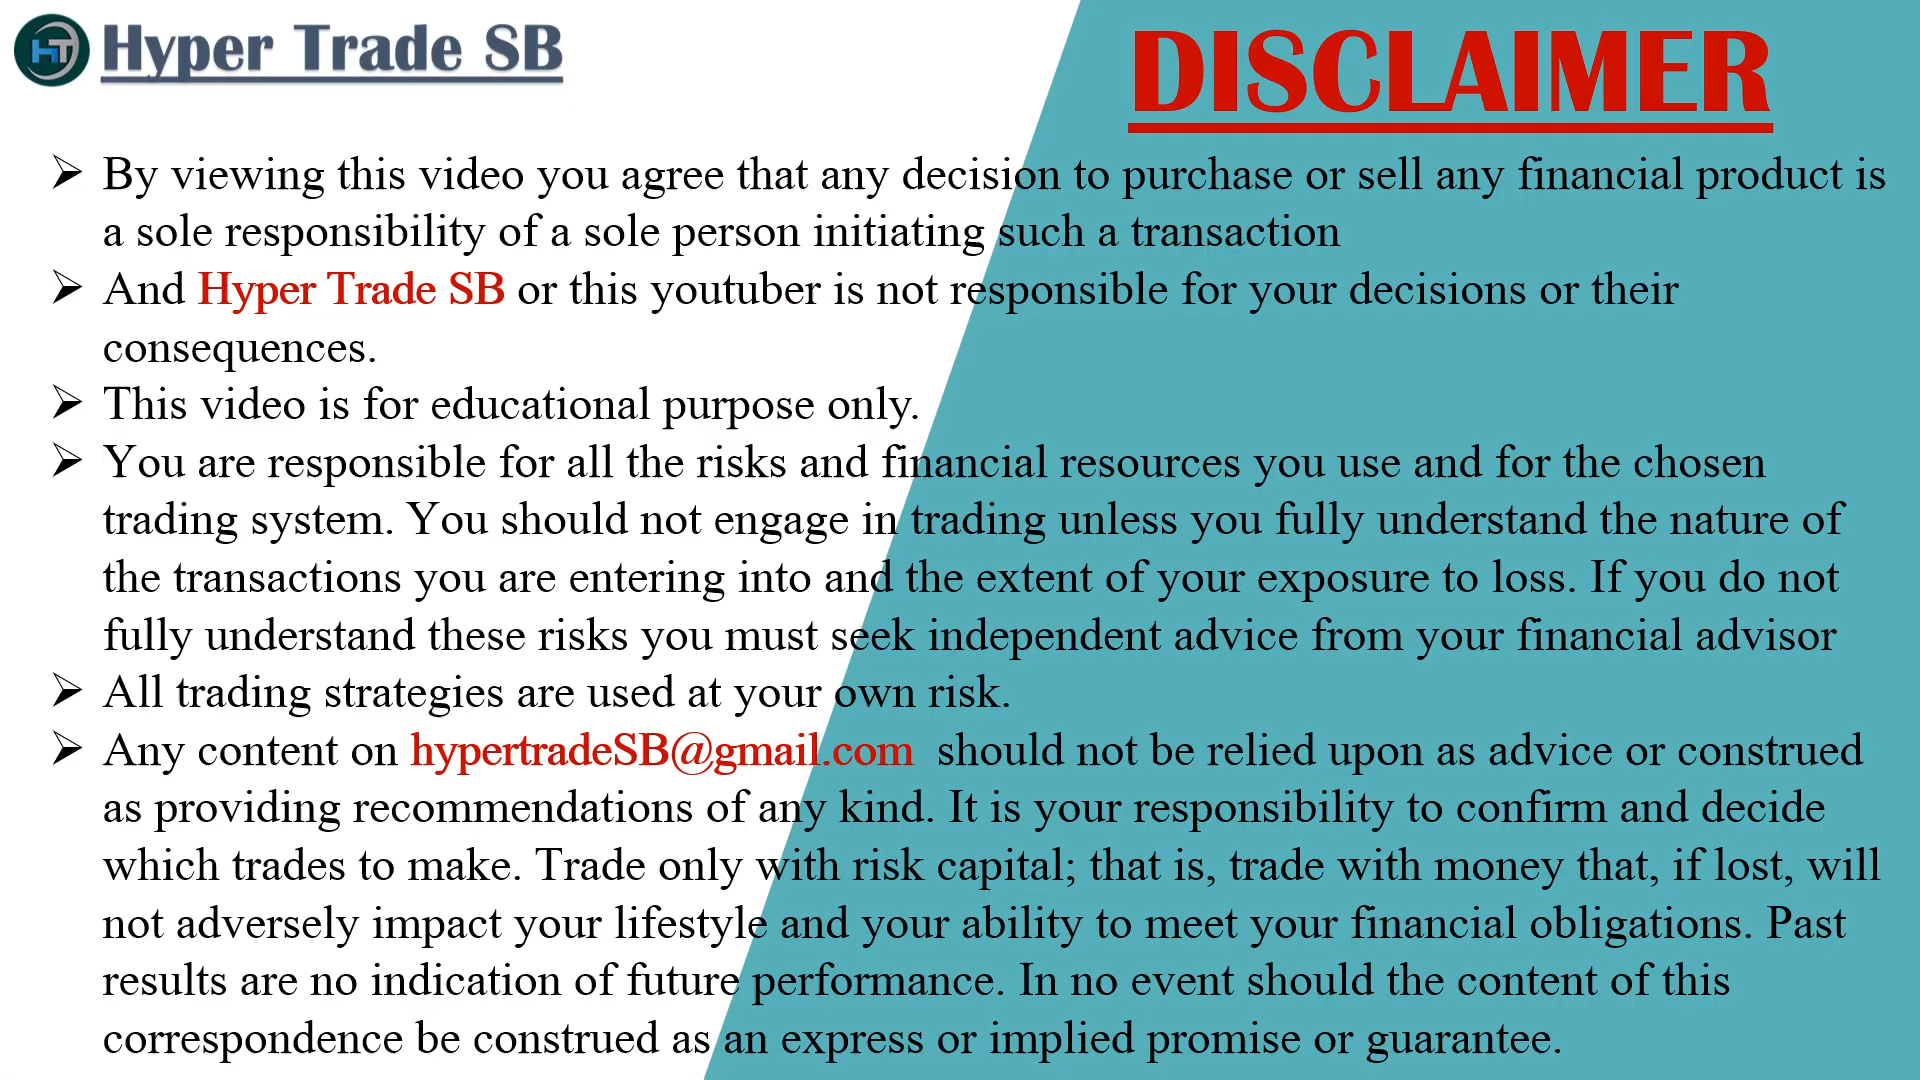 HT Hyper Trade SB
DISCLAIMER
➢ By viewing this video you agree that any decision to purchase or sell any financial product is
a sole responsibility of a sole person initiating such a transaction
➢ And Hyper Trade SB or this youtuber is not responsible for your decisions or their
consequences.
➢ This video is for educational purpose only.
➢ You are responsible for all the risks and financial resources you use and for the chosen
trading system. You should not engage in trading unless you fully understand the nature of
the transactions you are entering into and the extent of your exposure to loss. If you do not
fully understand these risks you must seek independent advice from your financial advisor
➢ All trading strategies are used at your own risk.
➢ Any content on hypertradeSB@gmail.com should not be relied upon as advice or construed
as providing recommendations of any kind. It is your responsibility to confirm and decide
which trades to make. Trade only with risk capital; that is, trade with money that, if lost, will
not adversely impact your lifestyle and your ability to meet your financial obligations. Past
results are no indication of future performance. In no event should the content of this
correspondence be construed as an express or implied promise or guarantee.